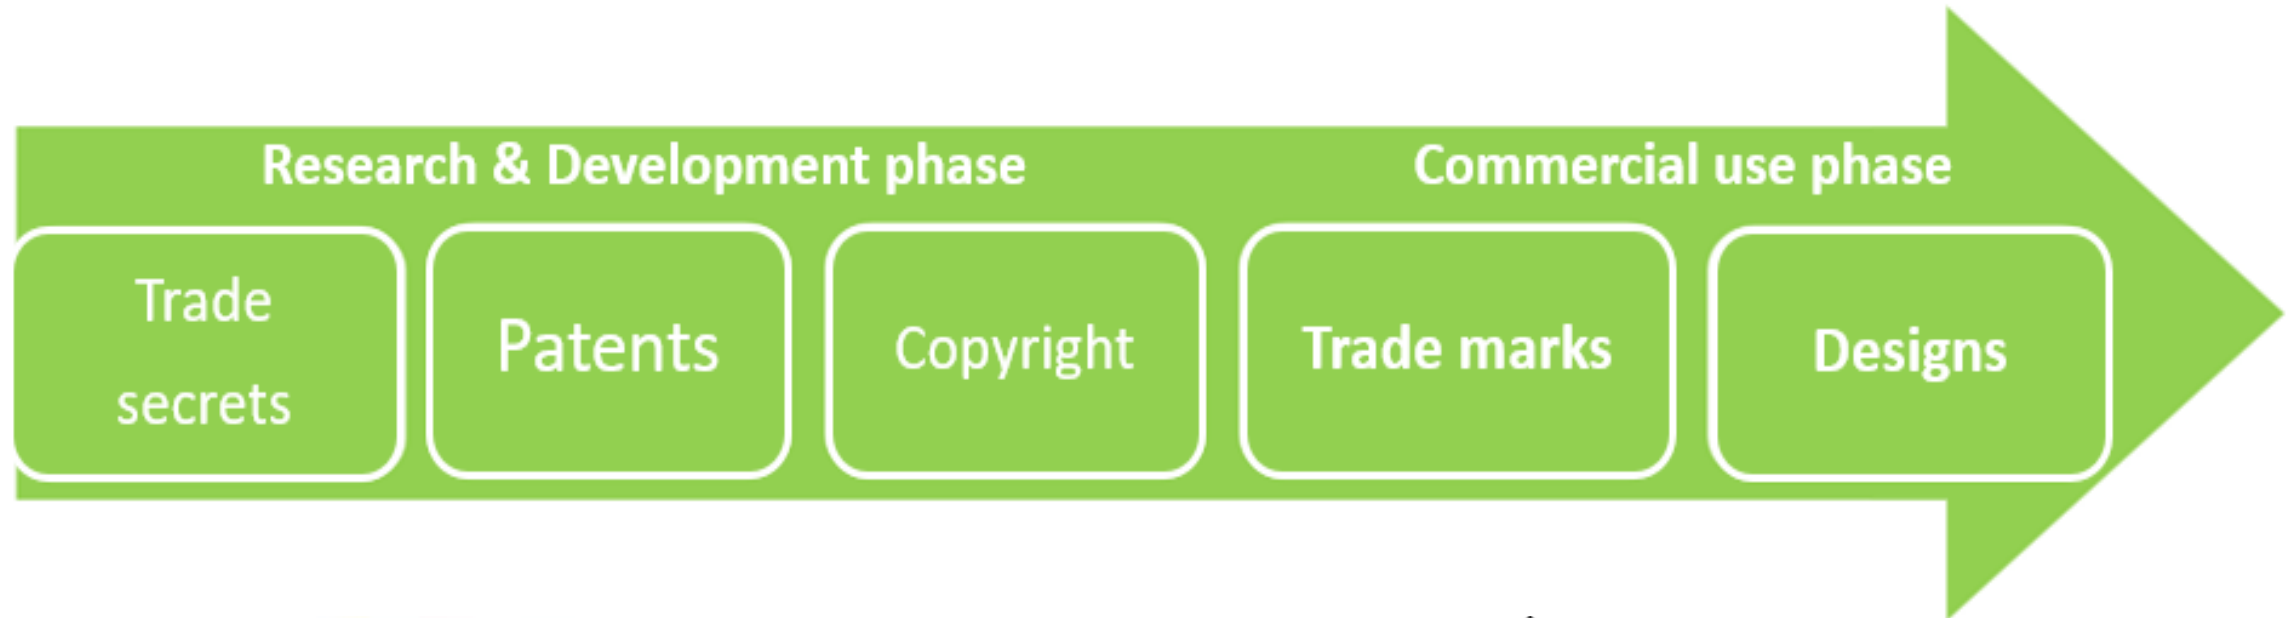 Research & Development phase
Commercial use phase
Trade
secrets
Patents
Copyright
Trade marks
Designs